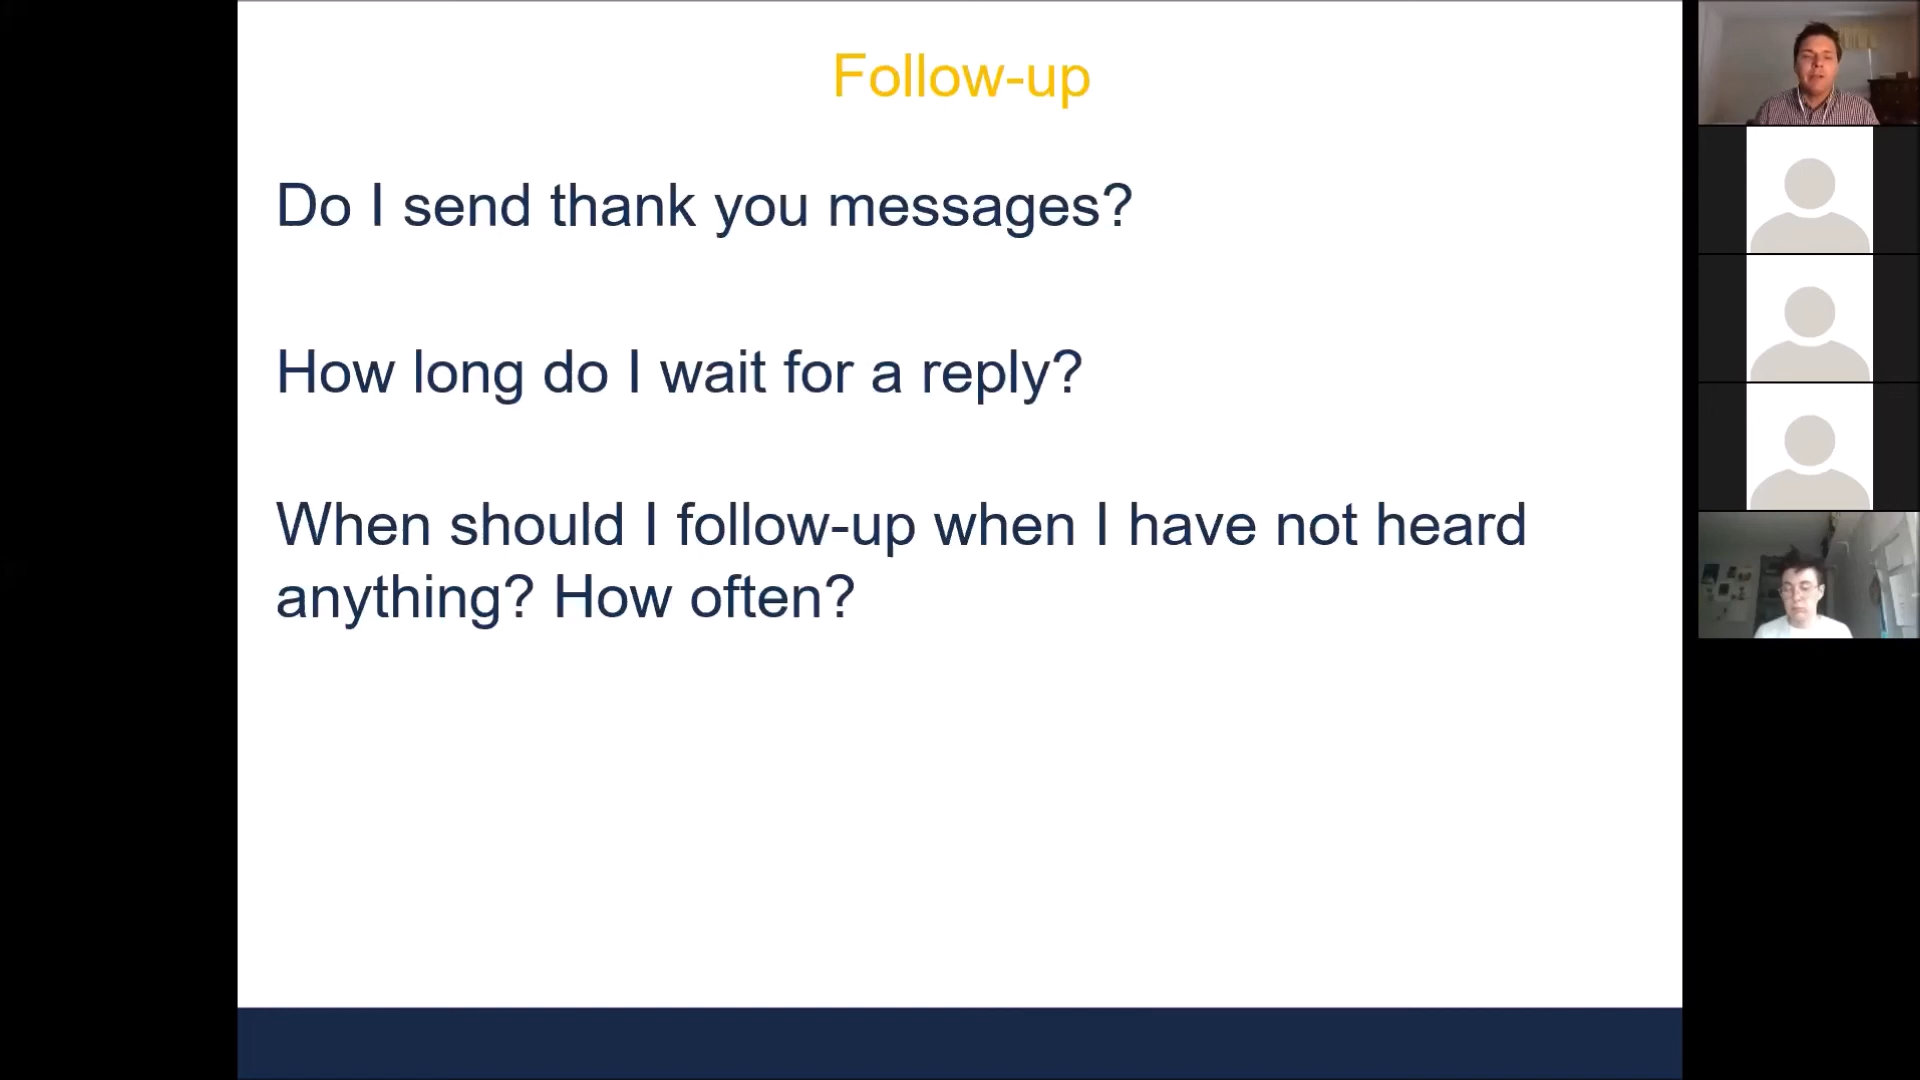 Follow-up
Do I send thank you messages?
How long do I wait for a reply?
When should I follow-up when I have not heard
anything? How often?